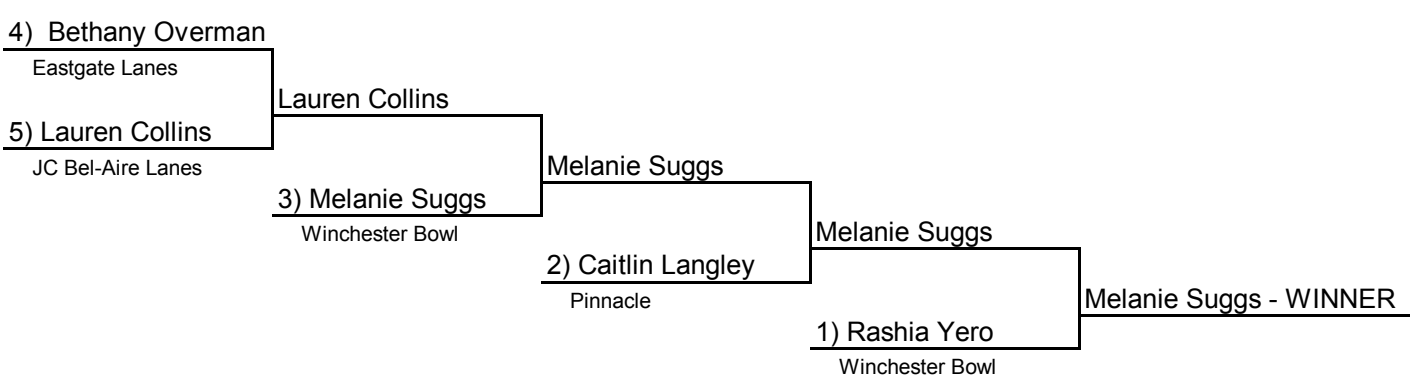 4) Bethany Overman
Eastgate Lanes
Lauren Collins
5) Lauren Collins
JC Bel-Aire Lanes
Melanie Suggs
3) Melanie Suggs
Winchester Bowl
Melanie Suggs
2) Caitlin Langley
Pinnacle
Melanie Suggs - WINNER
1) Rashia Yero
Winchester Bowl